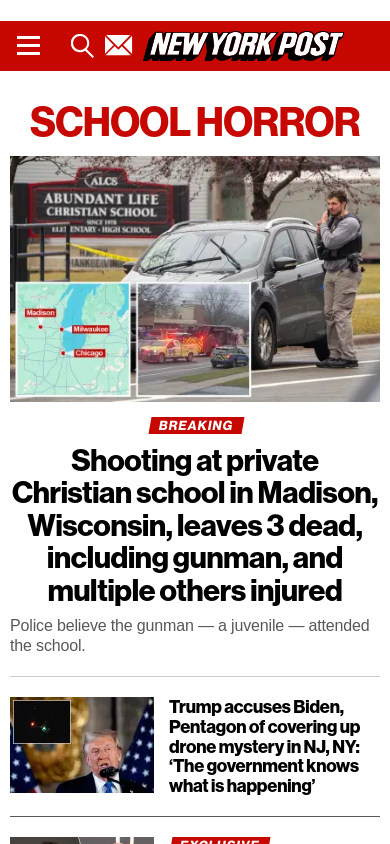 NEW YORK POST
SCHOOL HORROR
ALCS
ABUNDANT LIFE
CHRISTIAN SCHOOL
SINCE 1978
ELEMENTARY - HIGH SCHOOL
Madison
Milwaukee
Chicago
BREAKING
Shooting at private
Christian school in Madison,
Wisconsin, leaves 3 dead,
including gunman, and
multiple others injured
Police believe the gunman — a juvenile — attended
the school.
Trump accuses Biden,
Pentagon of covering up
drone mystery in NJ, NY:
‘The government knows
what is happening’
EXCLUSIVE